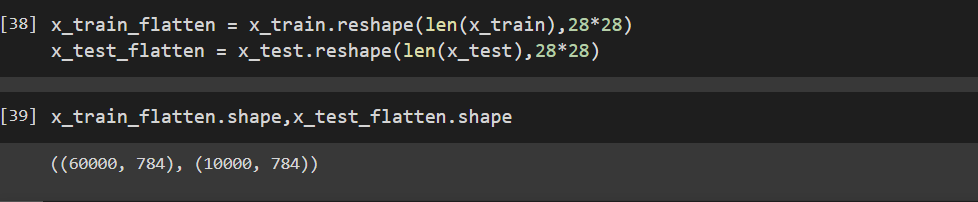 [38] x_train_flatten = x_train.reshape(len(x_train),28*28)
x_test_flatten = x_test.reshape(len(x_test),28*28)
[39] x_train_flatten.shape,x_test_flatten.shape
((60000, 784), (10000, 784))